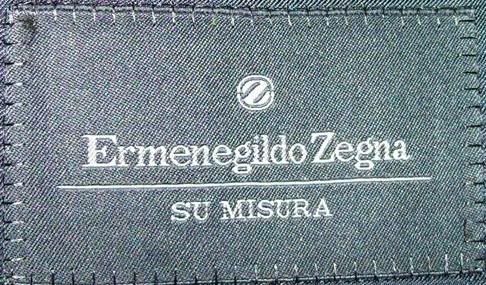 Ermenegildo Zegna
SU MISURA